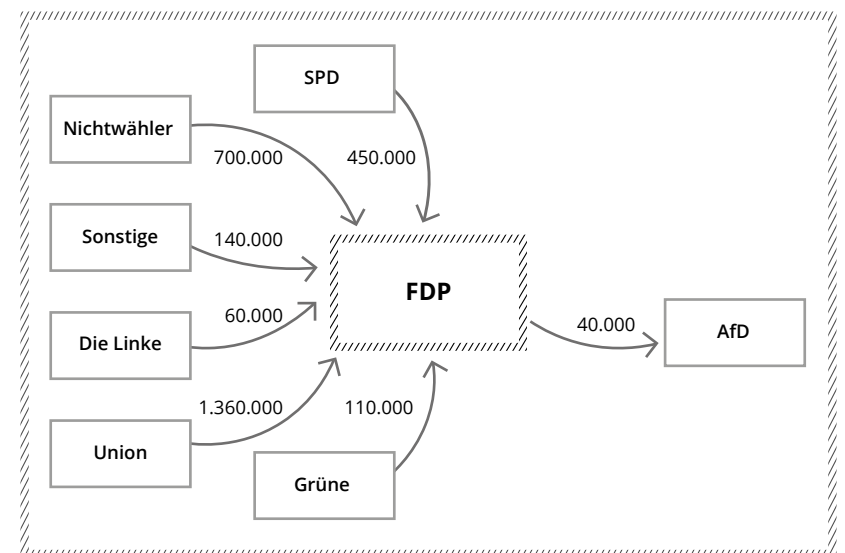 SPD
Nichtwähler
700.000
450.000
Sonstige
140.000
FDP
60.000
40.000
Die Linke
AfD
1.360.000
110.000
Union
Grüne